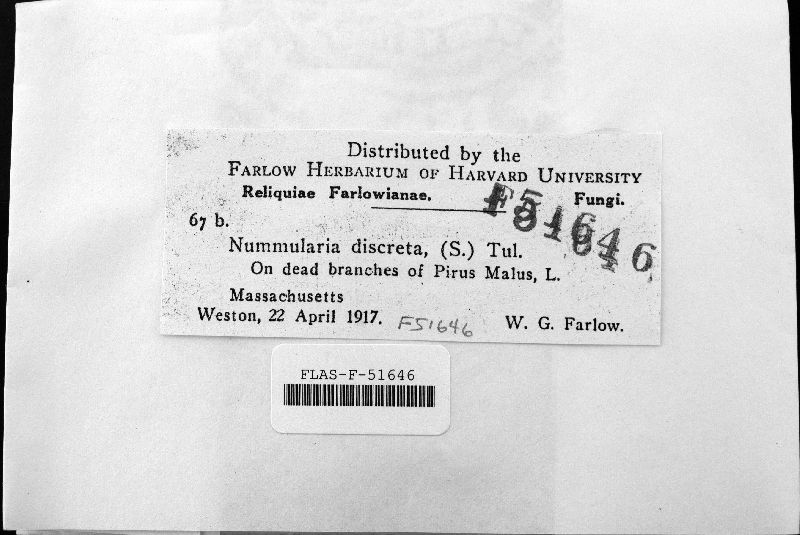 Distributed by the
FARLOW HERBARIUM OF HARVARD UNIVERSITY
Reliquiae Farlowianae. Fungi.
67 b.
Nummularia discreta, (S.) Tul.
On dead branches of Pirus Malus, L.
Massachusetts
Weston, 22 April 1917. F51646 W. G. Farlow.
FLAS-F-51646